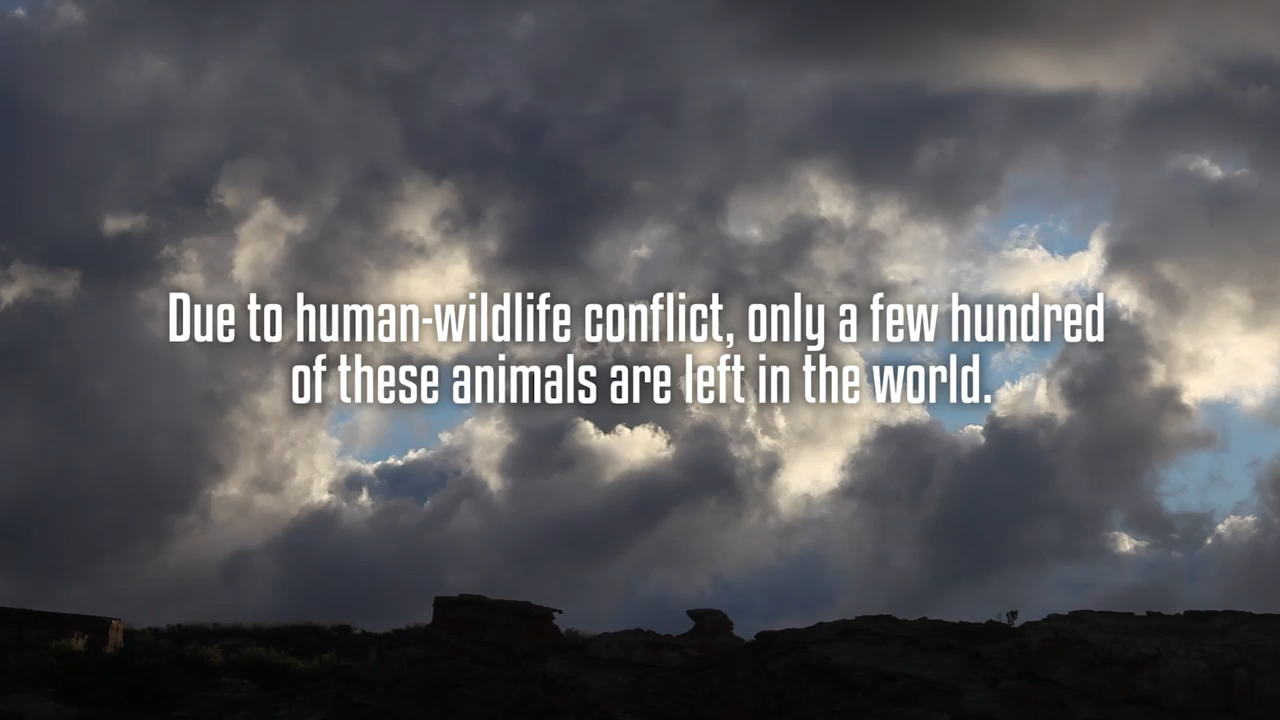 Due to human-wildlife conflict, only a few hundred
of these animals are left in the world.